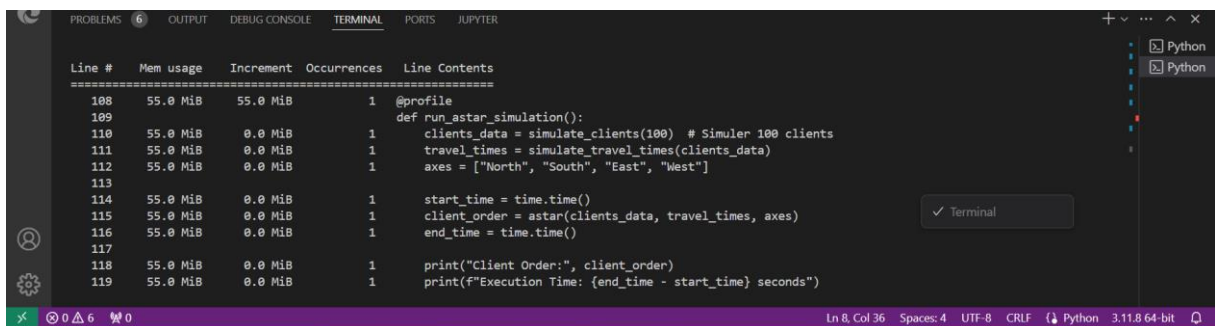 PROBLEMS 6 OUTPUT DEBUG CONSOLE TERMINAL PORTS JUPYTER
Python
Python
Line # Mem usage Increment Occurrences Line Contents
============================================================
108 55.0 MiB 55.0 MiB 1 @profile
109 def run_astar_simulation():
110 55.0 MiB 0.0 MiB 1 clients_data = simulate_clients(100) # Simuler 100 clients
111 55.0 MiB 0.0 MiB 1 travel_times = simulate_travel_times(clients_data)
112 55.0 MiB 0.0 MiB 1 axes = ["North", "South", "East", "West"]
113
114 55.0 MiB 0.0 MiB 1 start_time = time.time()
115 55.0 MiB 0.0 MiB 1 client_order = astar(clients_data, travel_times, axes)
116 55.0 MiB 0.0 MiB 1 end_time = time.time()
117
118 55.0 MiB 0.0 MiB 1 print("Client Order:", client_order)
119 55.0 MiB 0.0 MiB 1 print(f"Execution Time: {end_time - start_time} seconds")
✓ Terminal
0 6 0 Ln 8, Col 36 Spaces: 4 UTF-8 CRLF Python 3.11.8 64-bit